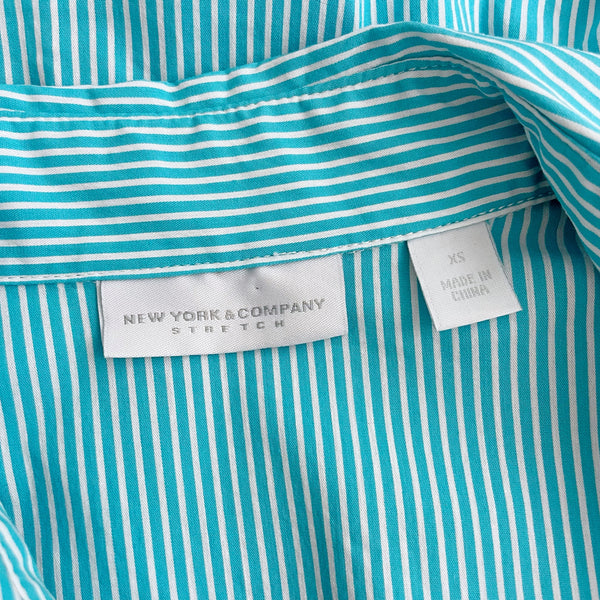 NEW YORK & COMPANY
STRETCH
XS
MADE IN
CHINA